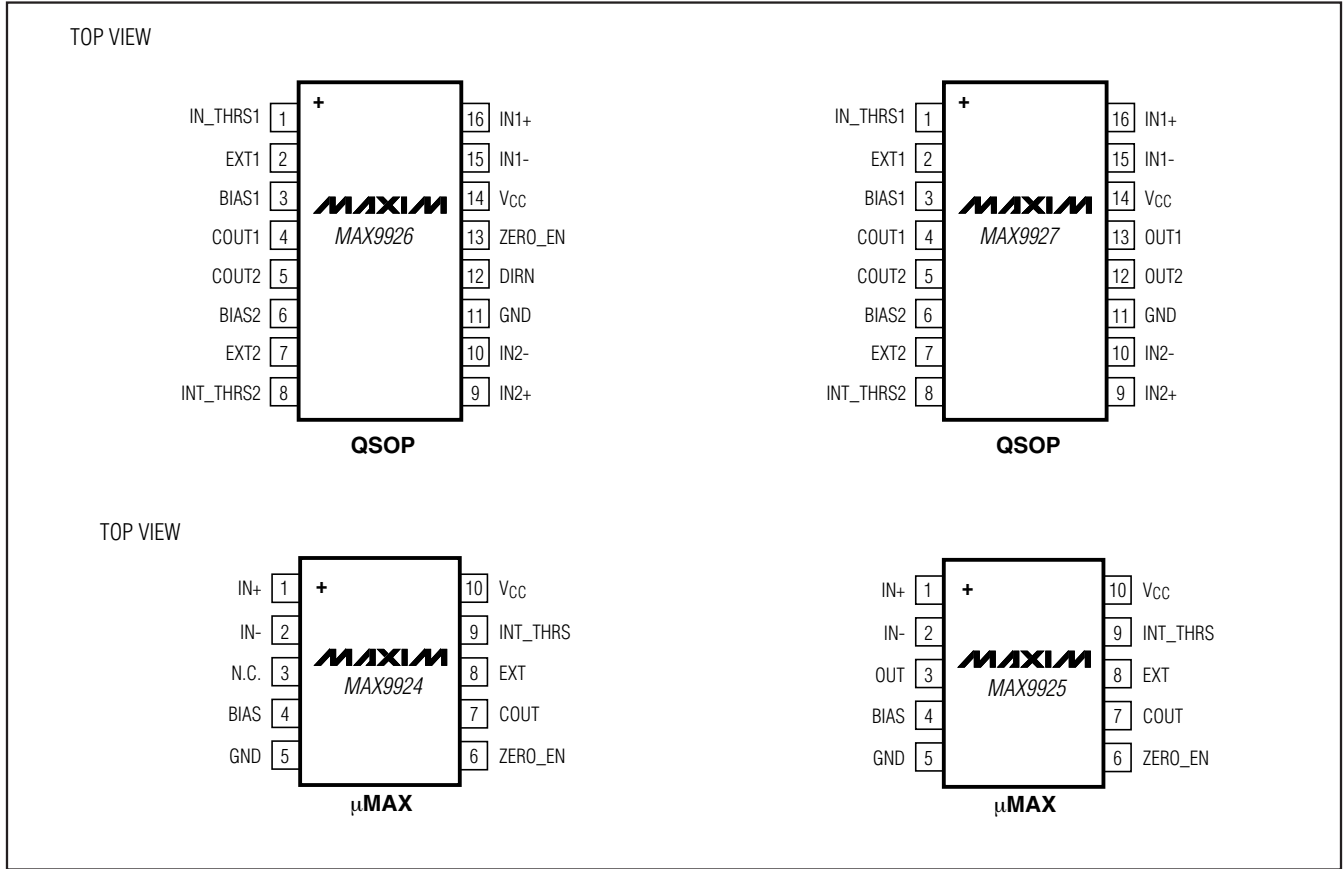 TOP VIEW
+
+
IN_THRS1 1 16 IN1+
IN_THRS1 1 16 IN1+
EXT1 2 15 IN1-
EXT1 2 15 IN1-
BIAS1 3 14 VCC
BIAS1 3 14 VCC
MAXIM
MAXIM
COUT1 4 MAX9926 13 ZERO_EN
COUT1 4 MAX9927 13 OUT1
COUT2 5 12 DIRN
COUT2 5 12 OUT2
BIAS2 6 11 GND
BIAS2 6 11 GND
EXT2 7 10 IN2-
EXT2 7 10 IN2-
INT_THRS2 8 9 IN2+
INT_THRS2 8 9 IN2+
QSOP
QSOP
TOP VIEW
IN+ 1 + 10 VCC
IN+ 1 + 10 VCC
IN- 2 9 INT_THRS
IN- 2 9 INT_THRS
MAXIM
MAXIM
N.C. 3 MAX9924 8 EXT
OUT 3 MAX9925 8 EXT
BIAS 4 7 COUT
BIAS 4 7 COUT
GND 5 6 ZERO_EN
GND 5 6 ZERO_EN
μMAX
μMAX